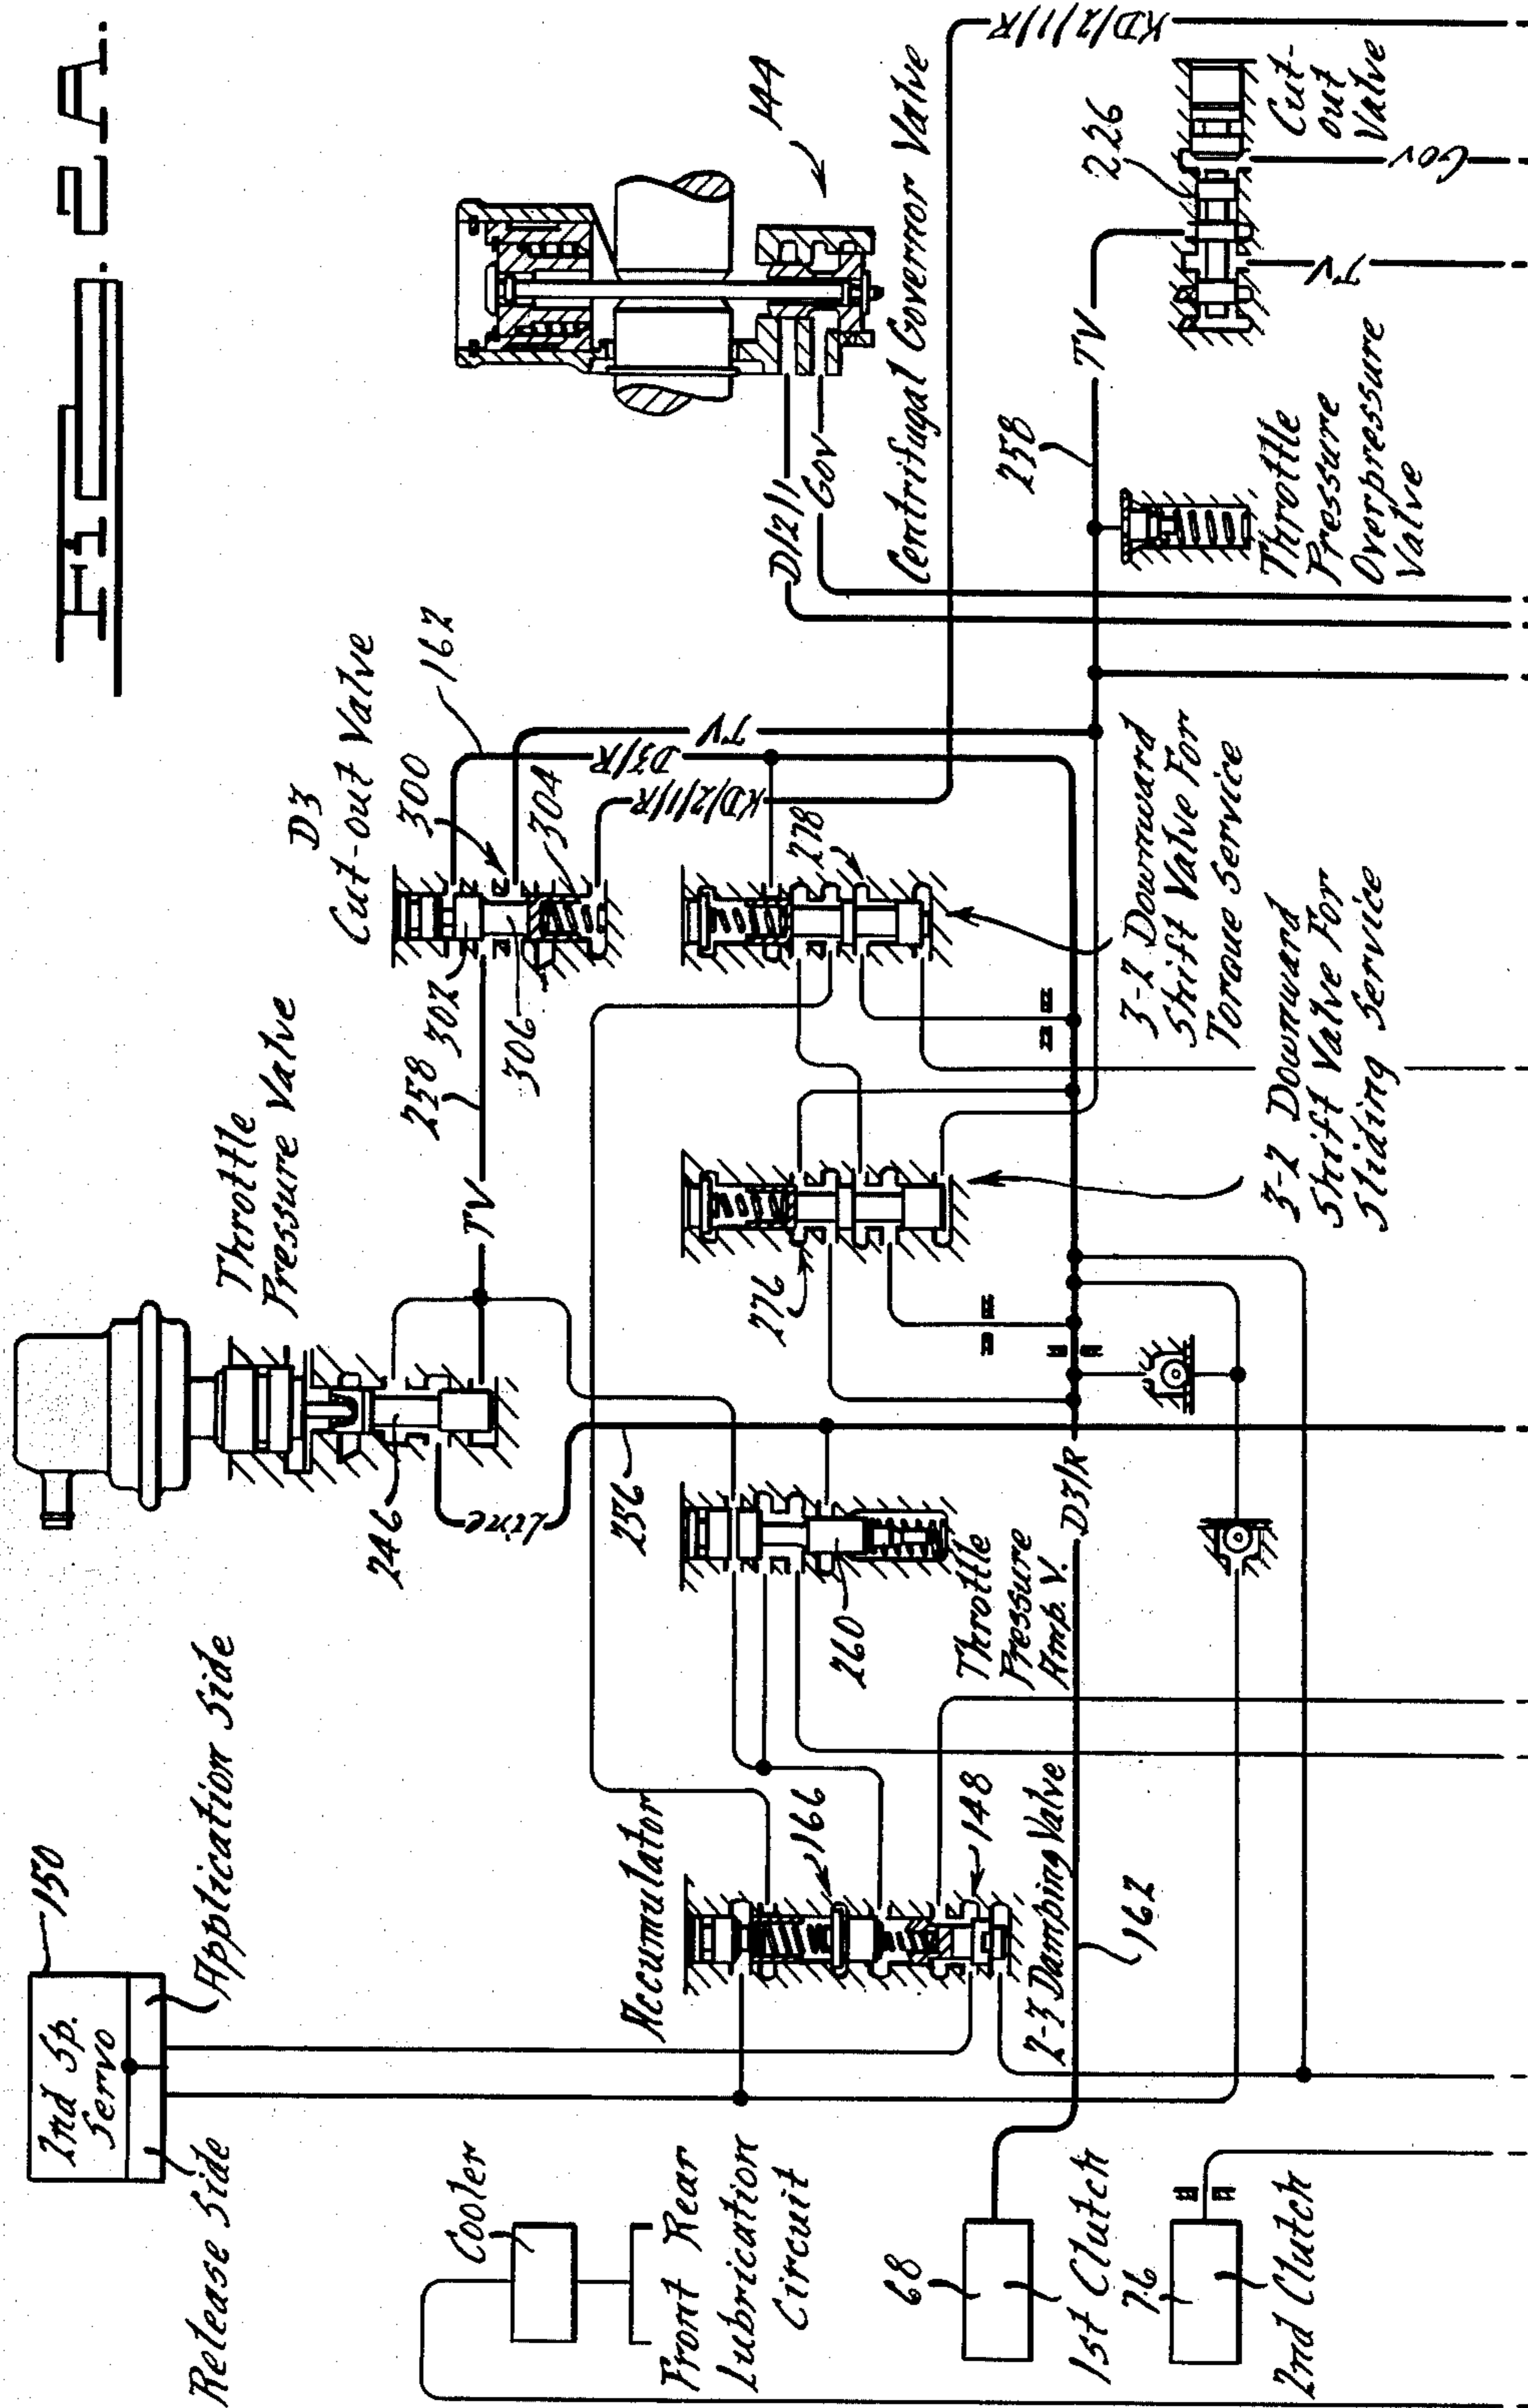 Fig. 2A.
150
2nd Sp.
Servo
Application Side
Release Side
Throttle
Pressure Valve
246
Line
256
TV
258
D3
Cut-out Valve
300
162
302
304
306
TV
D3/R
KD/2/1/R
144
D/2/1
Gov
Centrifugal Governor Valve
KD/2/1/R
Cooler
Front Rear
Lubrication
Circuit
Accumulator
166
148
2-3 Damping Valve
162
260
Throttle
Pressure
Amp. V.
D3/R
276
278
3-2 Downward
Shift Valve For
Torque Service
3-2 Downward
Shift Valve For
Sliding Service
258
TV
Throttle
Pressure
Overpressure
Valve
226
Cut-
out
Valve
TV
Gov
68
1st Clutch
76
2nd Clutch